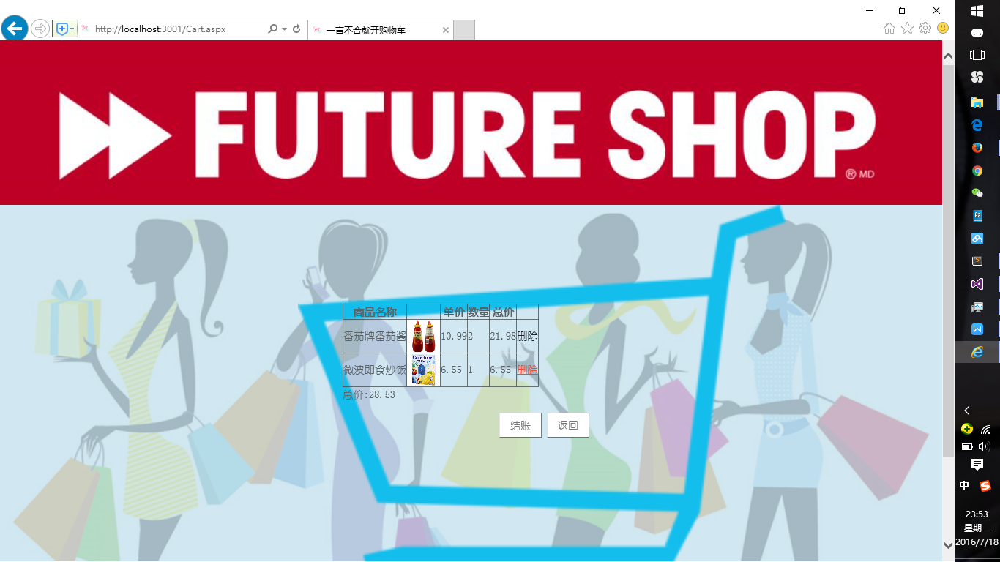 http://localhost:3001/Cart.aspx
一言不合就开购物车
FUTURE SHOP
® MD
商品名称 单价 数量 总价
番茄牌番茄酱 10.99 2 21.98 删除
微波即食炒饭 6.55 1 6.55 删除
总价:28.53
结账 返回
中
23:53
星期一
2016/7/18